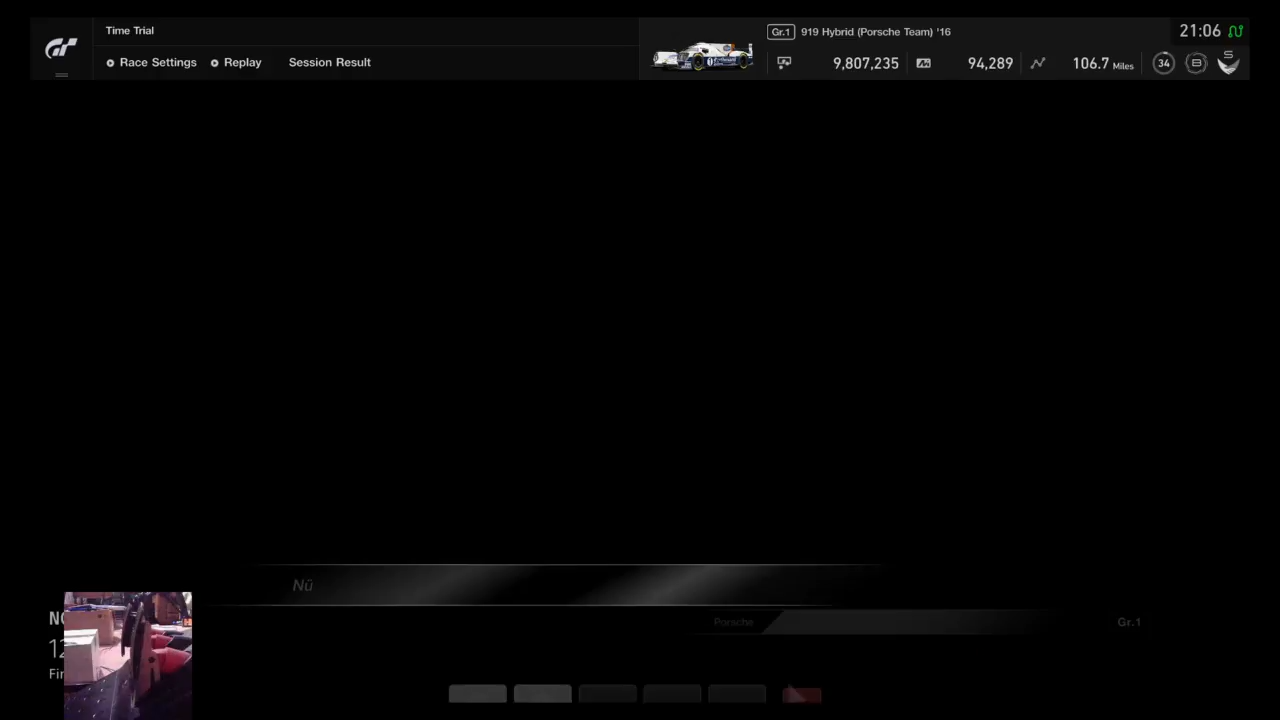 Time Trial
Race Settings Replay Session Result
Gr.1 919 Hybrid (Porsche Team) '16
21:06
9,807,235 94,289 106.7 Miles 34 B S
Nü
Porsche Gr.1